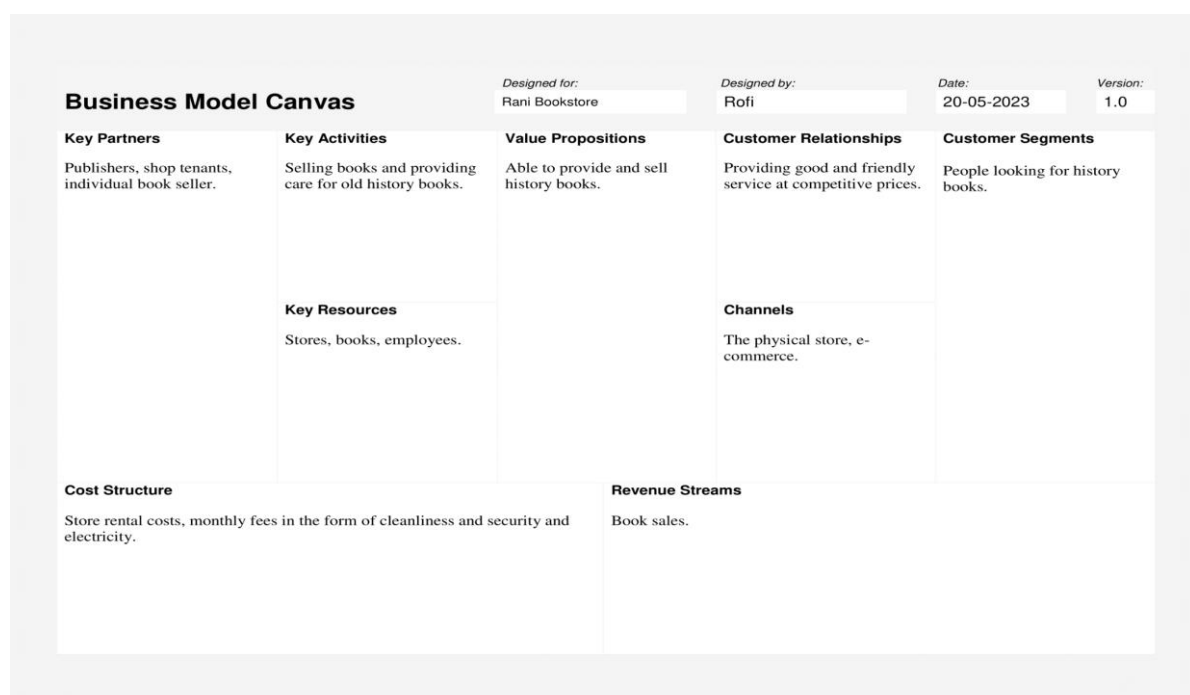 Business Model Canvas
Designed for:
Rani Bookstore
Designed by:
Rofi
Date:
20-05-2023
Version:
1.0
Key Partners
Publishers, shop tenants,
individual book seller.
Key Activities
Selling books and providing
care for old history books.
Key Resources
Stores, books, employees.
Value Propositions
Able to provide and sell
history books.
Customer Relationships
Providing good and friendly
service at competitive prices.
Channels
The physical store, e-
commerce.
Customer Segments
People looking for history
books.
Cost Structure
Store rental costs, monthly fees in the form of cleanliness and security and
electricity.
Revenue Streams
Book sales.